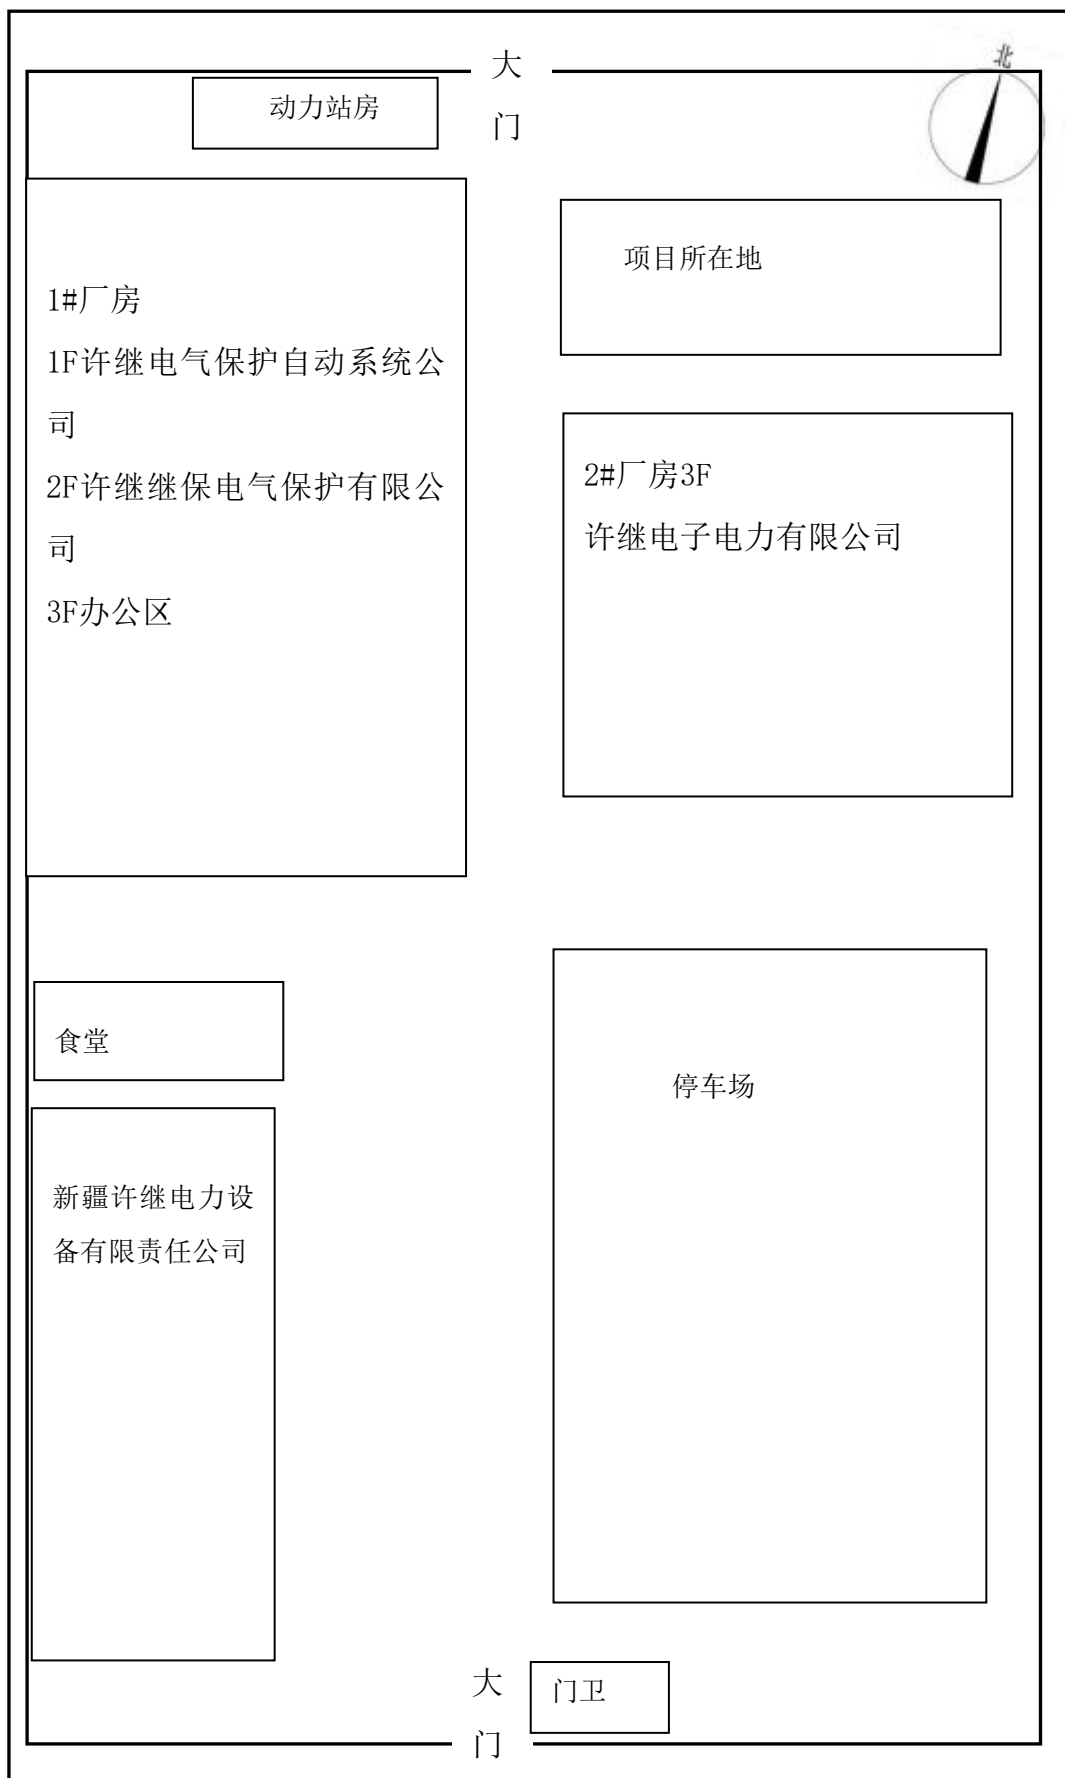 大
门
北
动力站房
项目所在地
1#厂房
1F许继电气保护自动系统公
司
2F许继继保电气保护有限公
司
3F办公区
2#厂房3F
许继电子电力有限公司
食堂
停车场
新疆许继电力设
备有限责任公司
大
门
门卫